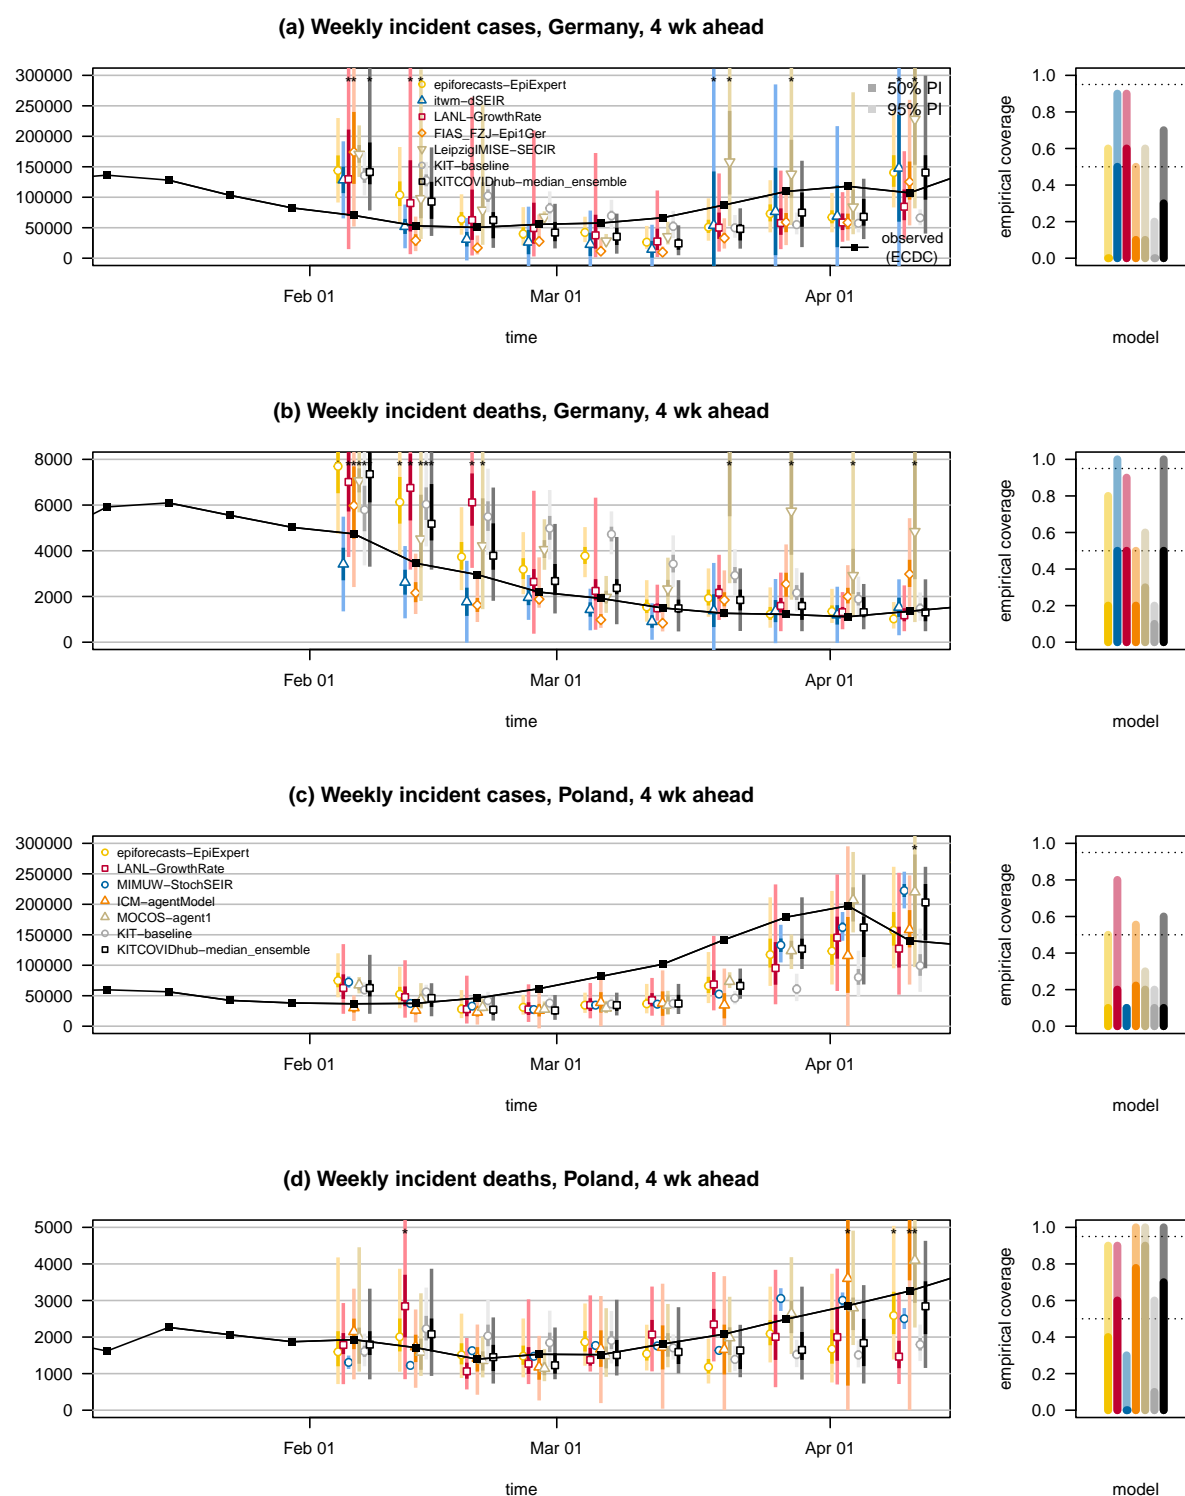 (a) Weekly incident cases, Germany, 4 wk ahead
300000
250000
200000
150000
100000
50000
0
epiforecasts−EpiExpert
itwm−dSEIR
LANL−GrowthRate
FIAS_FZJ−Epi1Ger
LeipzigIMISE−SECIR
KIT−baseline
KITCOVIDhub−median_ensemble
50% PI
95% PI
observed
(ECDC)
Feb 01
Mar 01
Apr 01
time
empirical coverage
1.0
0.8
0.6
0.4
0.2
0.0
model
(b) Weekly incident deaths, Germany, 4 wk ahead
8000
6000
4000
2000
0
Feb 01
Mar 01
Apr 01
time
empirical coverage
1.0
0.8
0.6
0.4
0.2
0.0
model
(c) Weekly incident cases, Poland, 4 wk ahead
300000
250000
200000
150000
100000
50000
0
epiforecasts−EpiExpert
LANL−GrowthRate
MIMUW−StochSEIR
ICM−agentModel
MOCOS−agent1
KIT−baseline
KITCOVIDhub−median_ensemble
Feb 01
Mar 01
Apr 01
time
empirical coverage
1.0
0.8
0.6
0.4
0.2
0.0
model
(d) Weekly incident deaths, Poland, 4 wk ahead
5000
4000
3000
2000
1000
0
Feb 01
Mar 01
Apr 01
time
empirical coverage
1.0
0.8
0.6
0.4
0.2
0.0
model